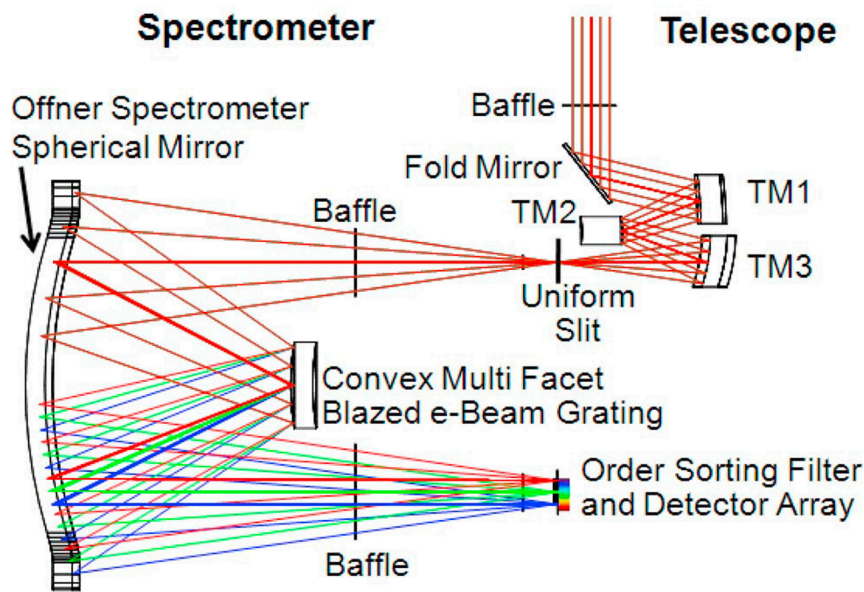 Spectrometer
Telescope
Offner Spectrometer
Spherical Mirror
Baffle
Fold Mirror
TM1
TM2
Baffle
TM3
Uniform
Slit
Convex Multi Facet
Blazed e-Beam Grating
Order Sorting Filter
and Detector Array
Baffle